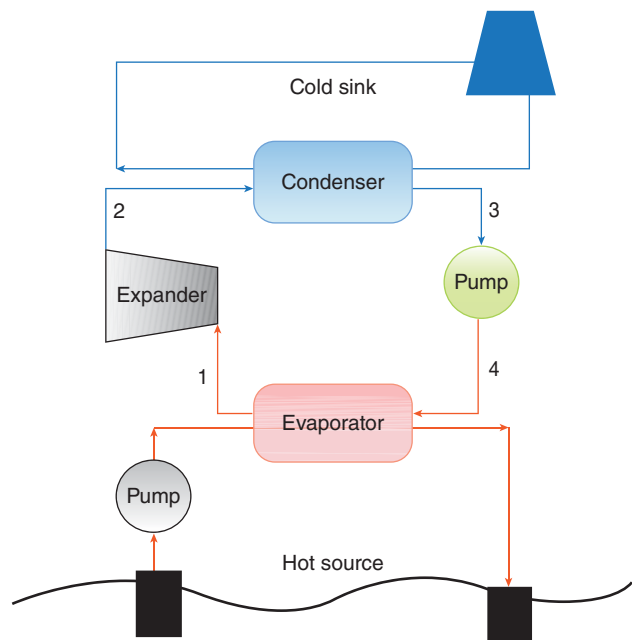 Cold sink
Condenser
2
3
Expander
Pump
1
4
Evaporator
Pump
Hot source